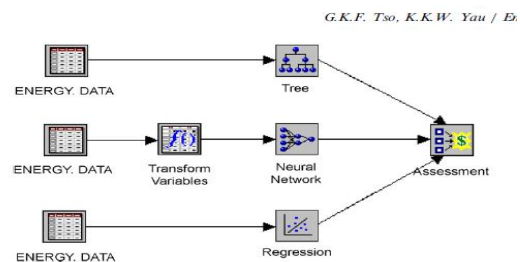 G.K.F. Tso, K.K.W. Yau / En
ENERGY. DATA
Tree
ENERGY. DATA
f(x)
Transform
Variables
Neural
Network
$
Assessment
ENERGY. DATA
Regression